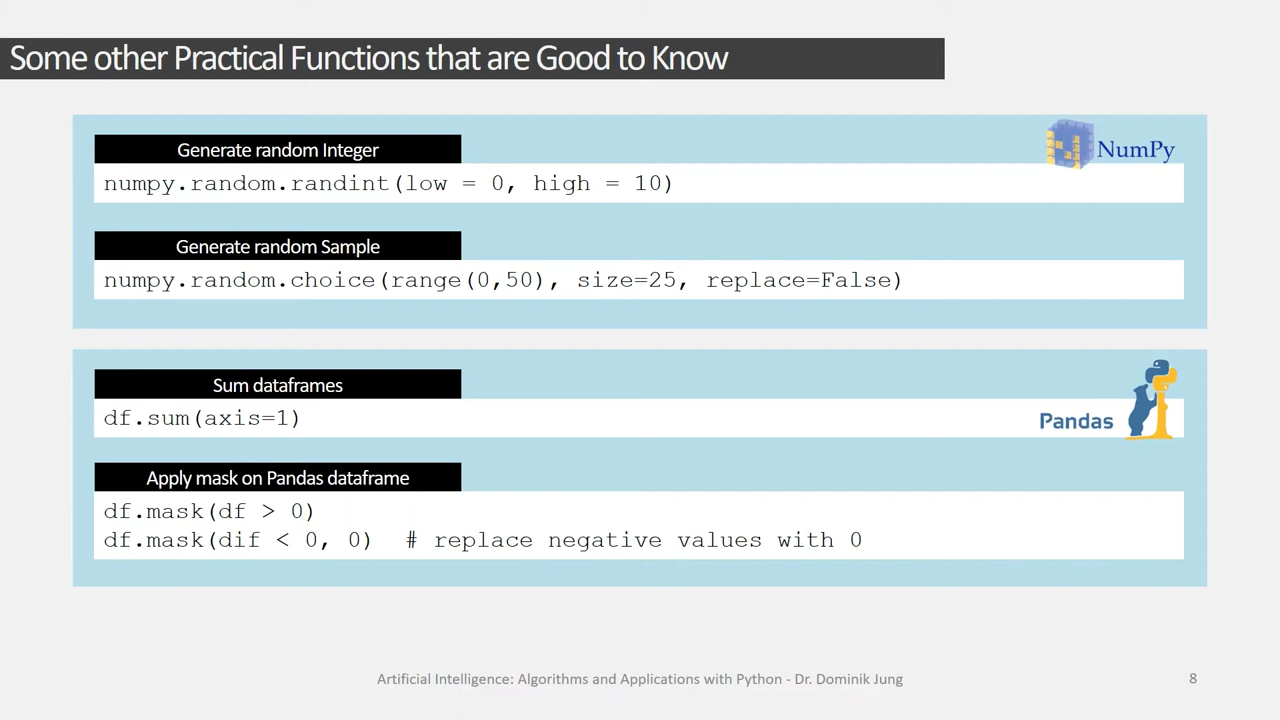 Some other Practical Functions that are Good to Know
Generate random Integer
NumPy
numpy.random.randint(low = 0, high = 10)
Generate random Sample
numpy.random.choice(range(0,50), size=25, replace=False)
Sum dataframes
df.sum(axis=1)
Pandas
Apply mask on Pandas dataframe
df.mask(df > 0)
df.mask(dif < 0, 0) # replace negative values with 0
Artificial Intelligence: Algorithms and Applications with Python - Dr. Dominik Jung
8